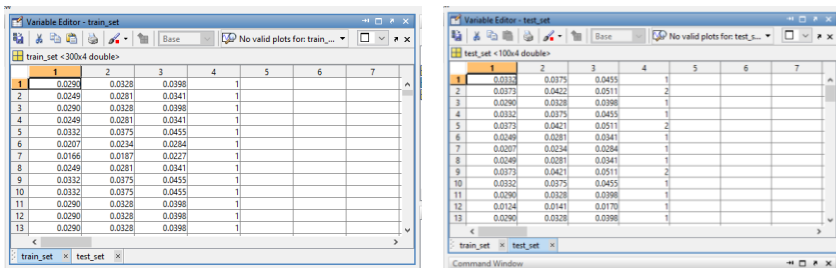 Variable Editor - train_set
Base No valid plots for: train_...
train_set <300x4 double>
1 2 3 4 5 6 7
1 0.0290 0.0328 0.0398 1
2 0.0249 0.0281 0.0341 1
3 0.0290 0.0328 0.0398 1
4 0.0249 0.0281 0.0341 1
5 0.0332 0.0375 0.0455 1
6 0.0207 0.0234 0.0284 1
7 0.0166 0.0187 0.0227 1
8 0.0249 0.0281 0.0341 1
9 0.0332 0.0375 0.0455 1
10 0.0332 0.0375 0.0455 1
11 0.0290 0.0328 0.0398 1
12 0.0290 0.0328 0.0398 1
13 0.0290 0.0328 0.0398 1
train_set test_set
Variable Editor - test_set
Base No valid plots for: test_s...
test_set <100x4 double>
1 2 3 4 5 6 7
1 0.0332 0.0375 0.0455 1
2 0.0373 0.0422 0.0511 2
3 0.0290 0.0328 0.0398 1
4 0.0332 0.0375 0.0455 1
5 0.0373 0.0421 0.0511 2
6 0.0249 0.0281 0.0341 1
7 0.0207 0.0234 0.0284 1
8 0.0249 0.0281 0.0341 1
9 0.0373 0.0421 0.0511 2
10 0.0332 0.0375 0.0455 1
11 0.0290 0.0328 0.0398 1
12 0.0124 0.0141 0.0170 1
13 0.0290 0.0328 0.0398 1
train_set test_set
Command Window